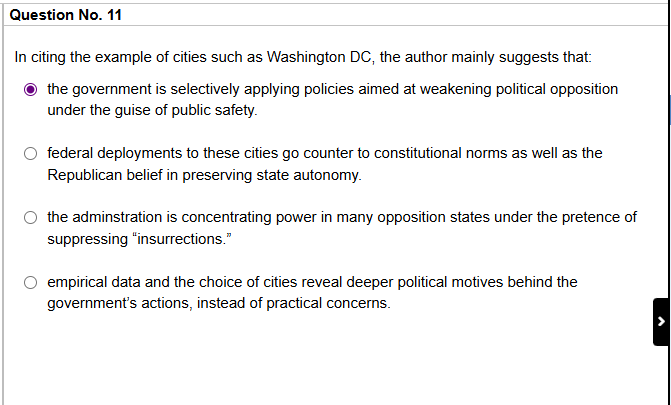 Question No. 11
In citing the example of cities such as Washington DC, the author mainly suggests that:
the government is selectively applying policies aimed at weakening political opposition
under the guise of public safety.
federal deployments to these cities go counter to constitutional norms as well as the
Republican belief in preserving state autonomy.
the adminstration is concentrating power in many opposition states under the pretence of
suppressing “insurrections.”
empirical data and the choice of cities reveal deeper political motives behind the
government's actions, instead of practical concerns.